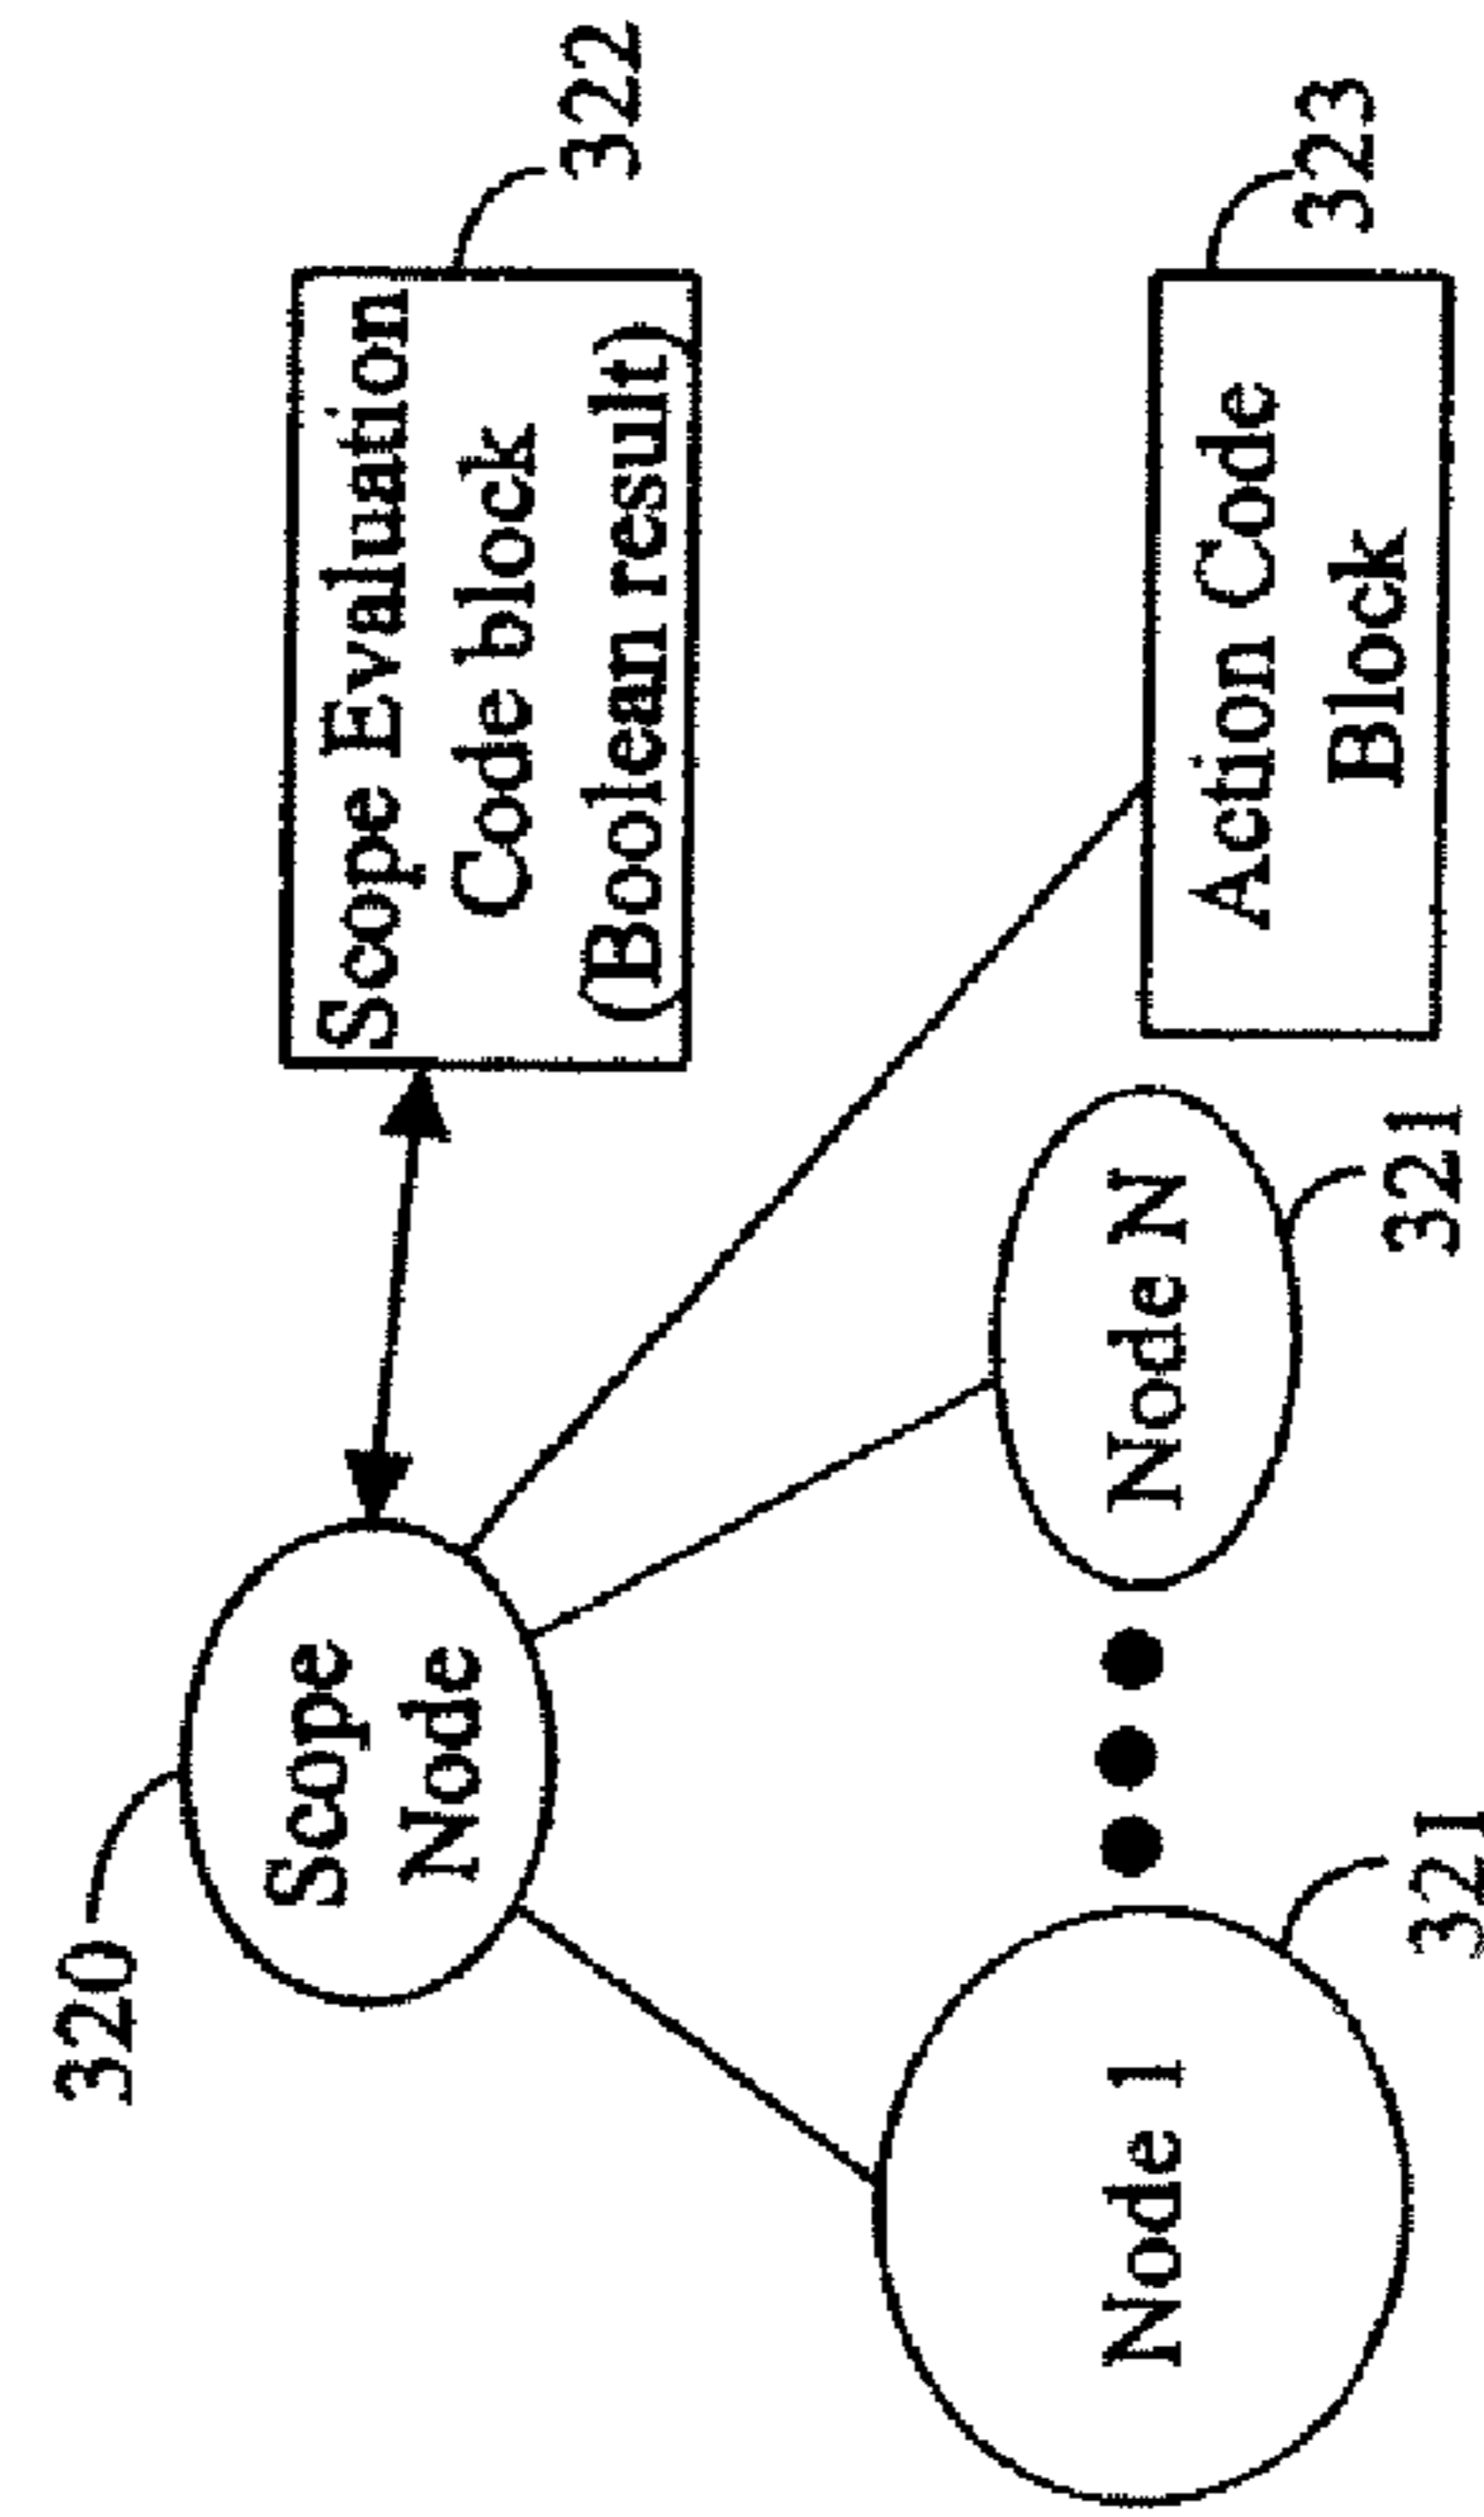 320
Scope
Node
Scope Evaluation
Code block
(Boolean result)
322
Node 1
321
Node N
321
Action Code
Block
323